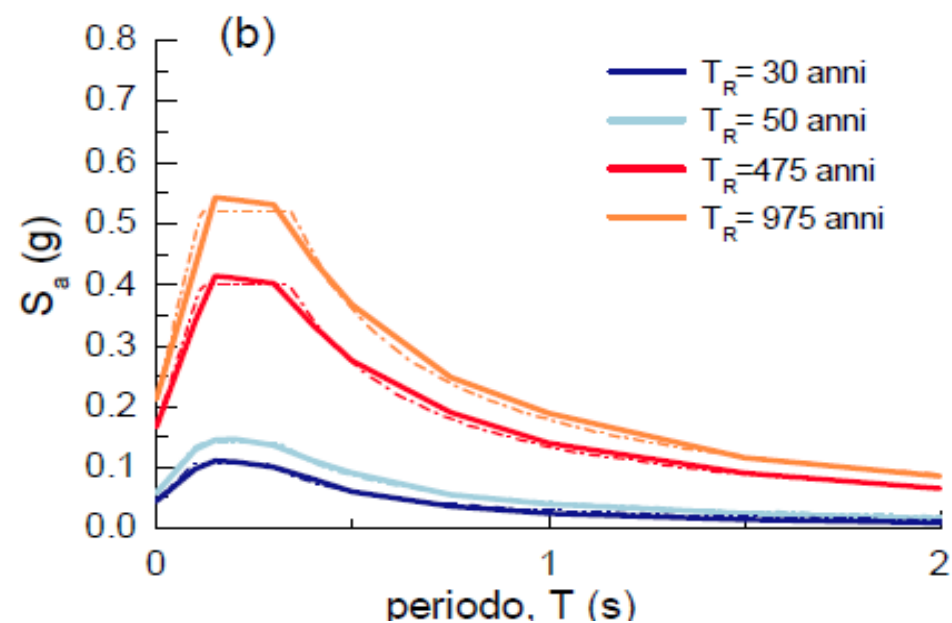 (b)
0.8
0.7
0.6
0.5
0.4
0.3
0.2
0.1
0.0
Sa (g)
TR= 30 anni
TR= 50 anni
TR=475 anni
TR= 975 anni
0
1
2
periodo, T (s)